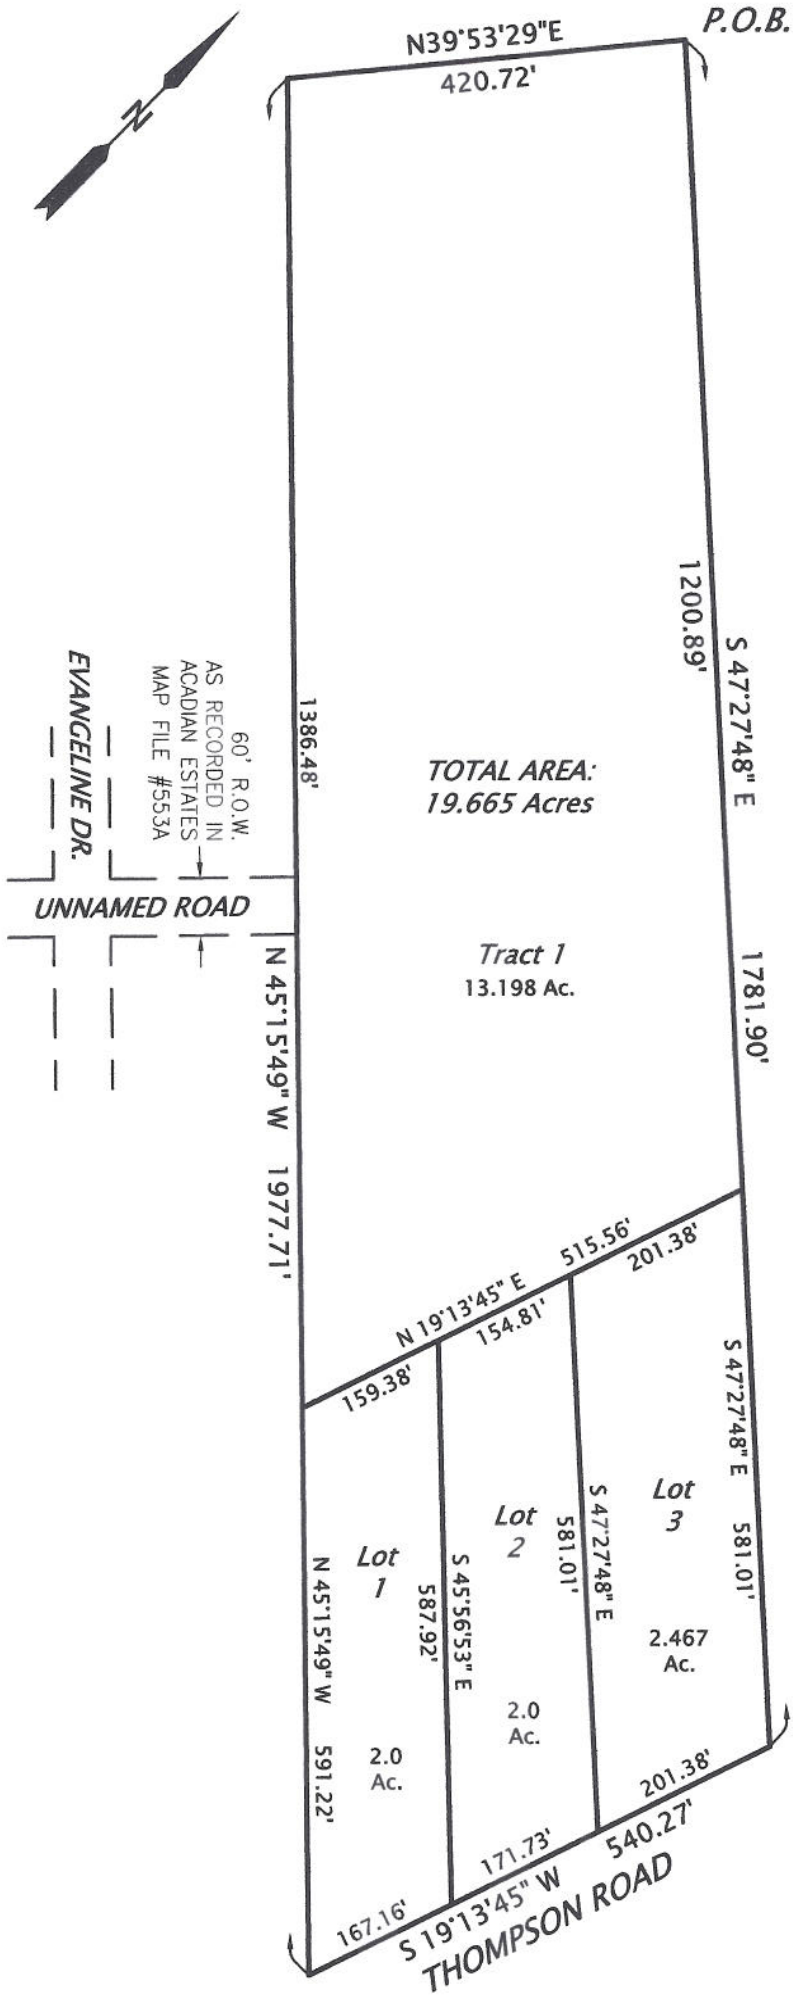 P.O.B.
N39°53'29"E
420.72'
N
1200.89'
S 47°27'48" E
1781.90'
1386.48'
60' R.O.W.
AS RECORDED IN
ACADIAN ESTATES
MAP FILE #553A
EVANGELINE DR.
UNNAMED ROAD
TOTAL AREA:
19.665 Acres
Tract 1
13.198 Ac.
N 45°15'49" W 1977.71'
N 19°13'45" E
515.56'
159.38'
154.81'
201.38'
Lot
1
2.0
Ac.
N 45°15'49" W 591.22'
S 45°56'53" E
587.92'
Lot
2
2.0
Ac.
S 47°27'48" E
581.01'
Lot
3
2.467
Ac.
S 47°27'48" E 581.01'
167.16'
171.73'
201.38'
S 19°13'45" W
540.27'
THOMPSON ROAD